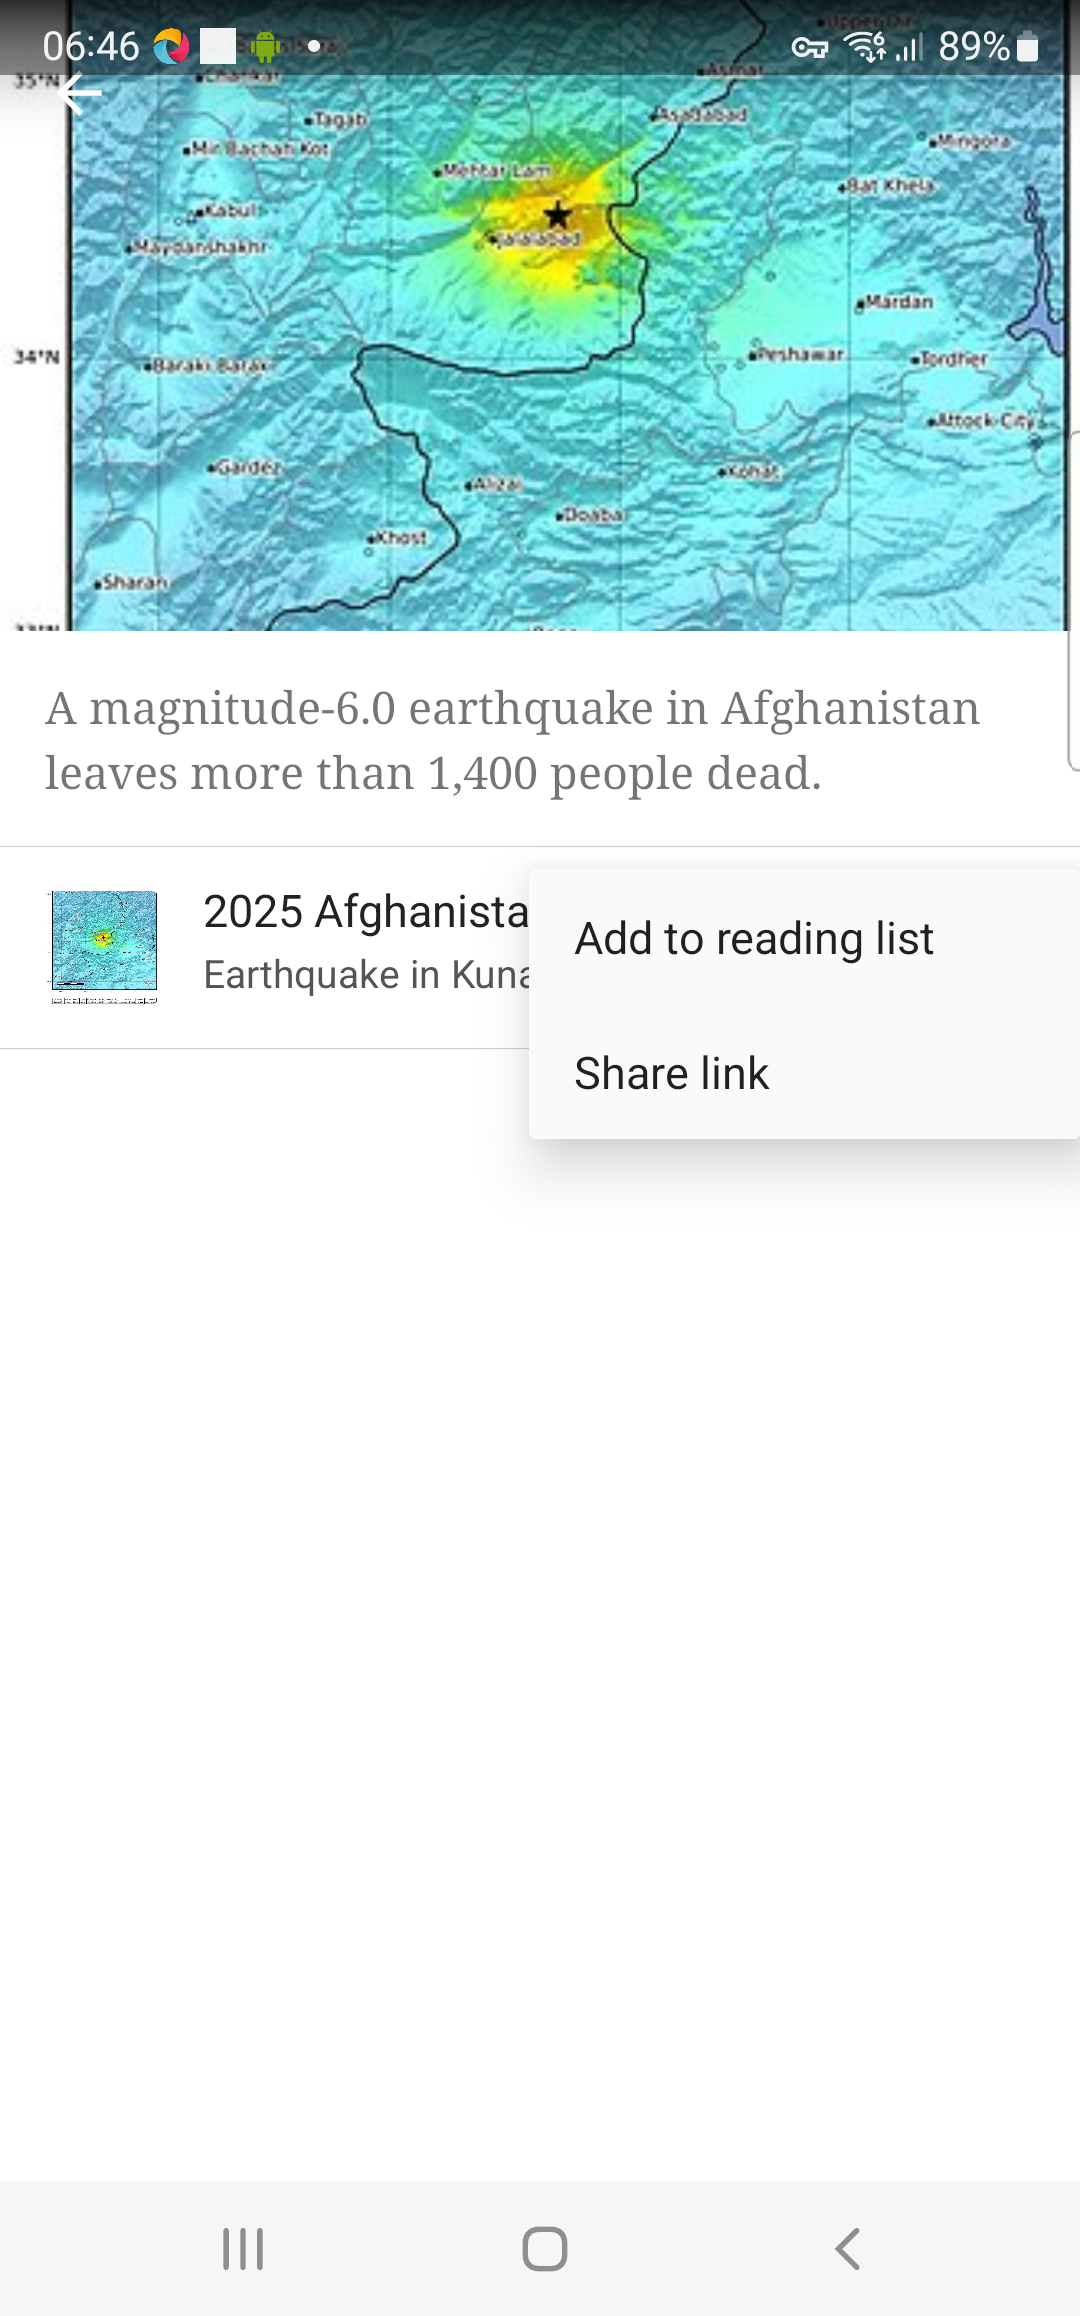 06:46
89%
Upper Dir
35°N
Charikar
Asmar
Tagab
Asadabad
Mir Bachah Kot
Mingora
Mehtar Lam
Bat Khela
Kabul
Jalalabad
Maydanshakhr
Mardan
34°N
Baraki Barak
Peshawar
Tordher
Attock City
Gardez
Alizai
Kohat
Doaba
Khost
Sharan
A magnitude-6.0 earthquake in Afghanistan
leaves more than 1,400 people dead.
2025 Afghanista
Earthquake in Kuna
Add to reading list
Share link